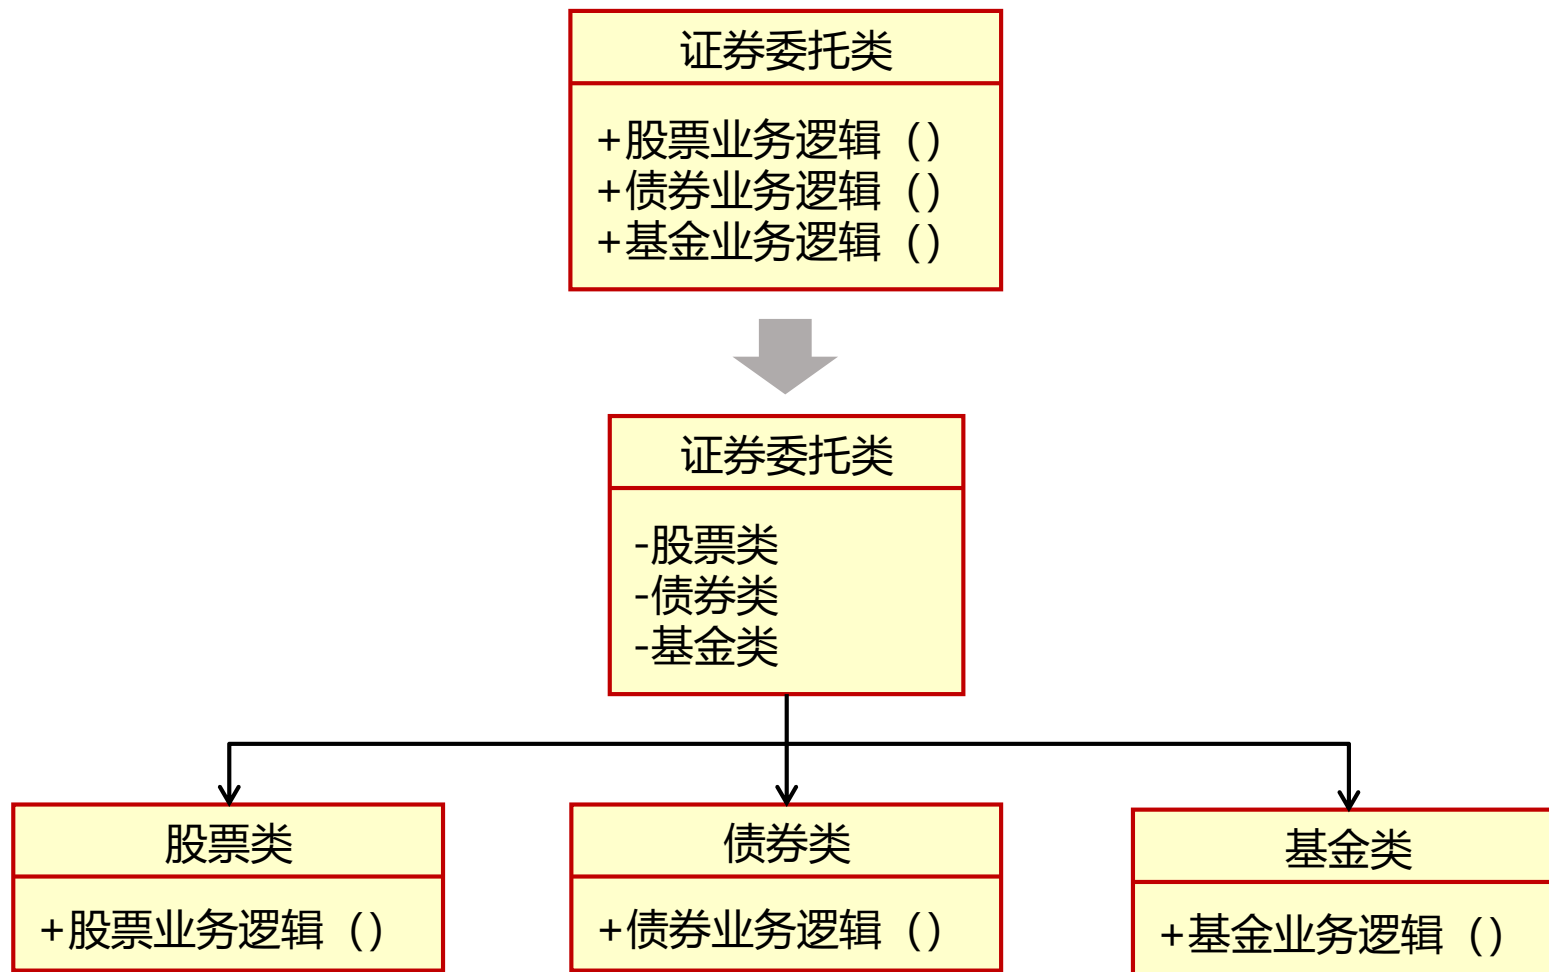 证券委托类
+股票业务逻辑 ()
+债券业务逻辑 ()
+基金业务逻辑 ()
证券委托类
-股票类
-债券类
-基金类
股票类
+股票业务逻辑 ()
债券类
+债券业务逻辑 ()
基金类
+基金业务逻辑 ()